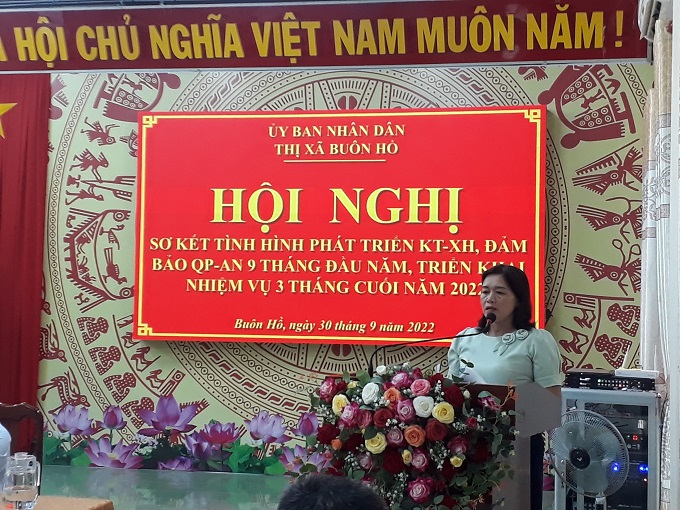 HỘI CHỦ NGHĨA VIỆT NAM MUÔN NĂM !
ỦY BAN NHÂN DÂN
THỊ XÃ BUÔN HỒ
HỘI NGHỊ
SƠ KẾT TÌNH HÌNH PHÁT TRIỂN KT-XH, ĐẢM
BẢO QP-AN 9 THÁNG ĐẦU NĂM, TRIỂN KHAI
NHIỆM VỤ 3 THÁNG CUỐI NĂM 2022
Buôn Hồ, ngày 30 tháng 9 năm 2022